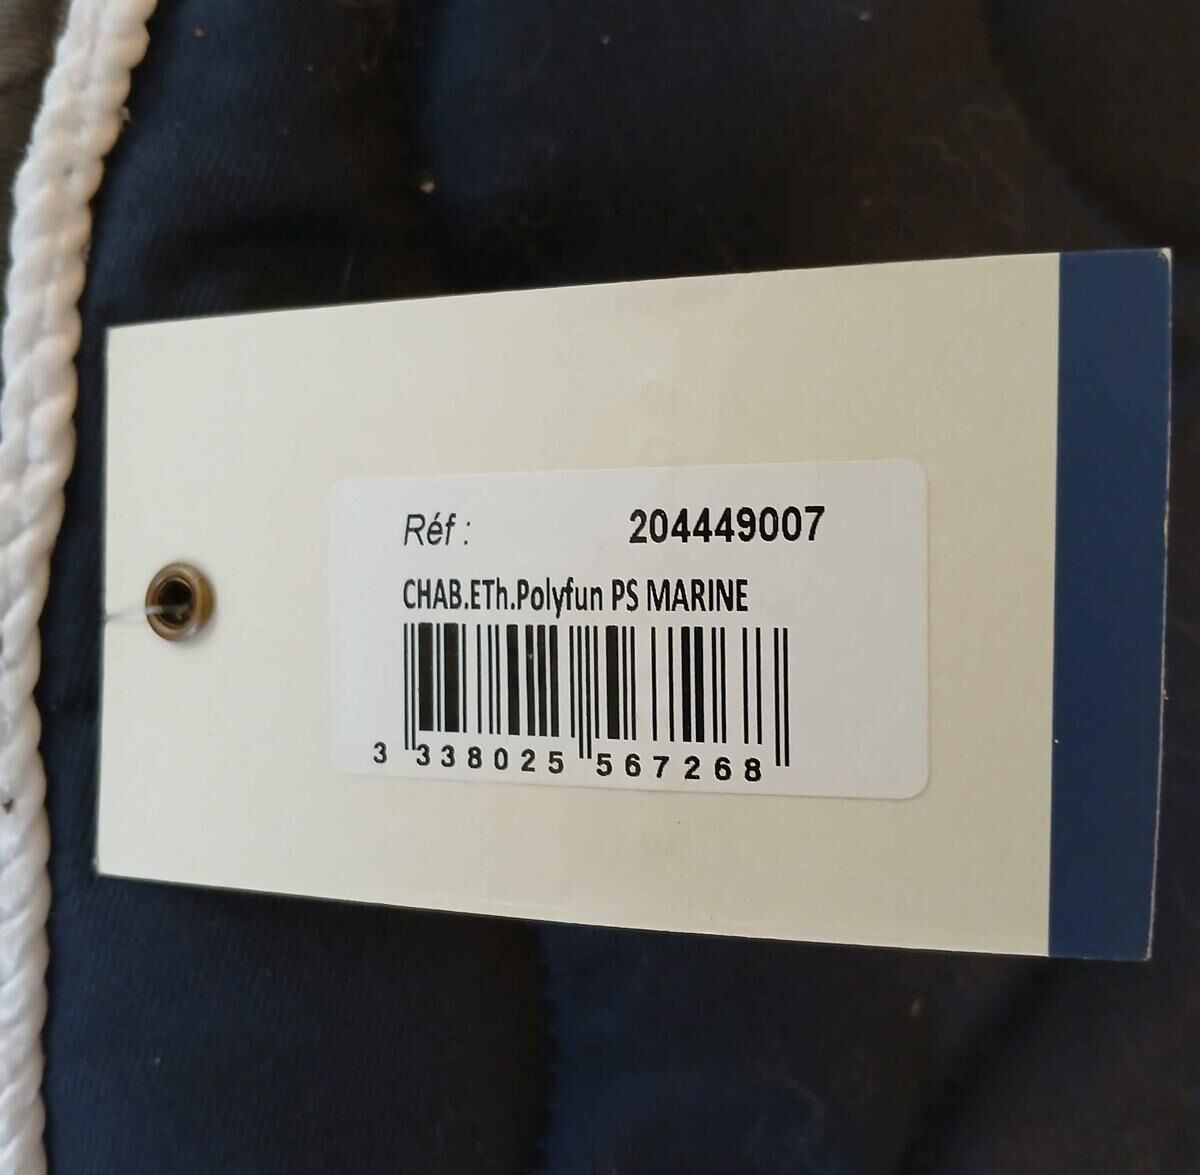 Réf : 204449007
CHAB.ETh.Polyfun PS MARINE
3 338025 567268